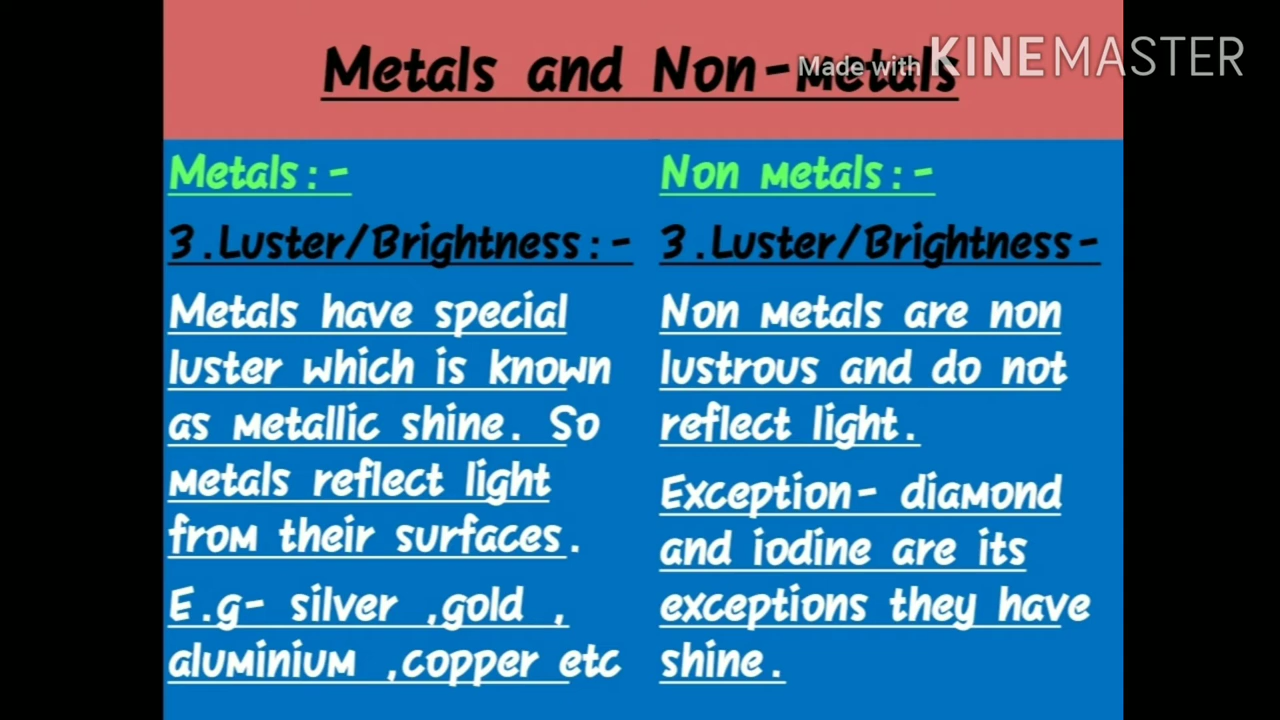 Metals and Non-metals
Made with KINEMASTER
Metals:-
3.Luster/Brightness:-
Metals have special
luster which is known
as metallic shine. So
metals reflect light
from their surfaces.
E.g- silver ,gold ,
aluminium ,copper etc
Non metals:-
3.Luster/Brightness-
Non metals are non
lustrous and do not
reflect light.
Exception- diamond
and iodine are its
exceptions they have
shine.